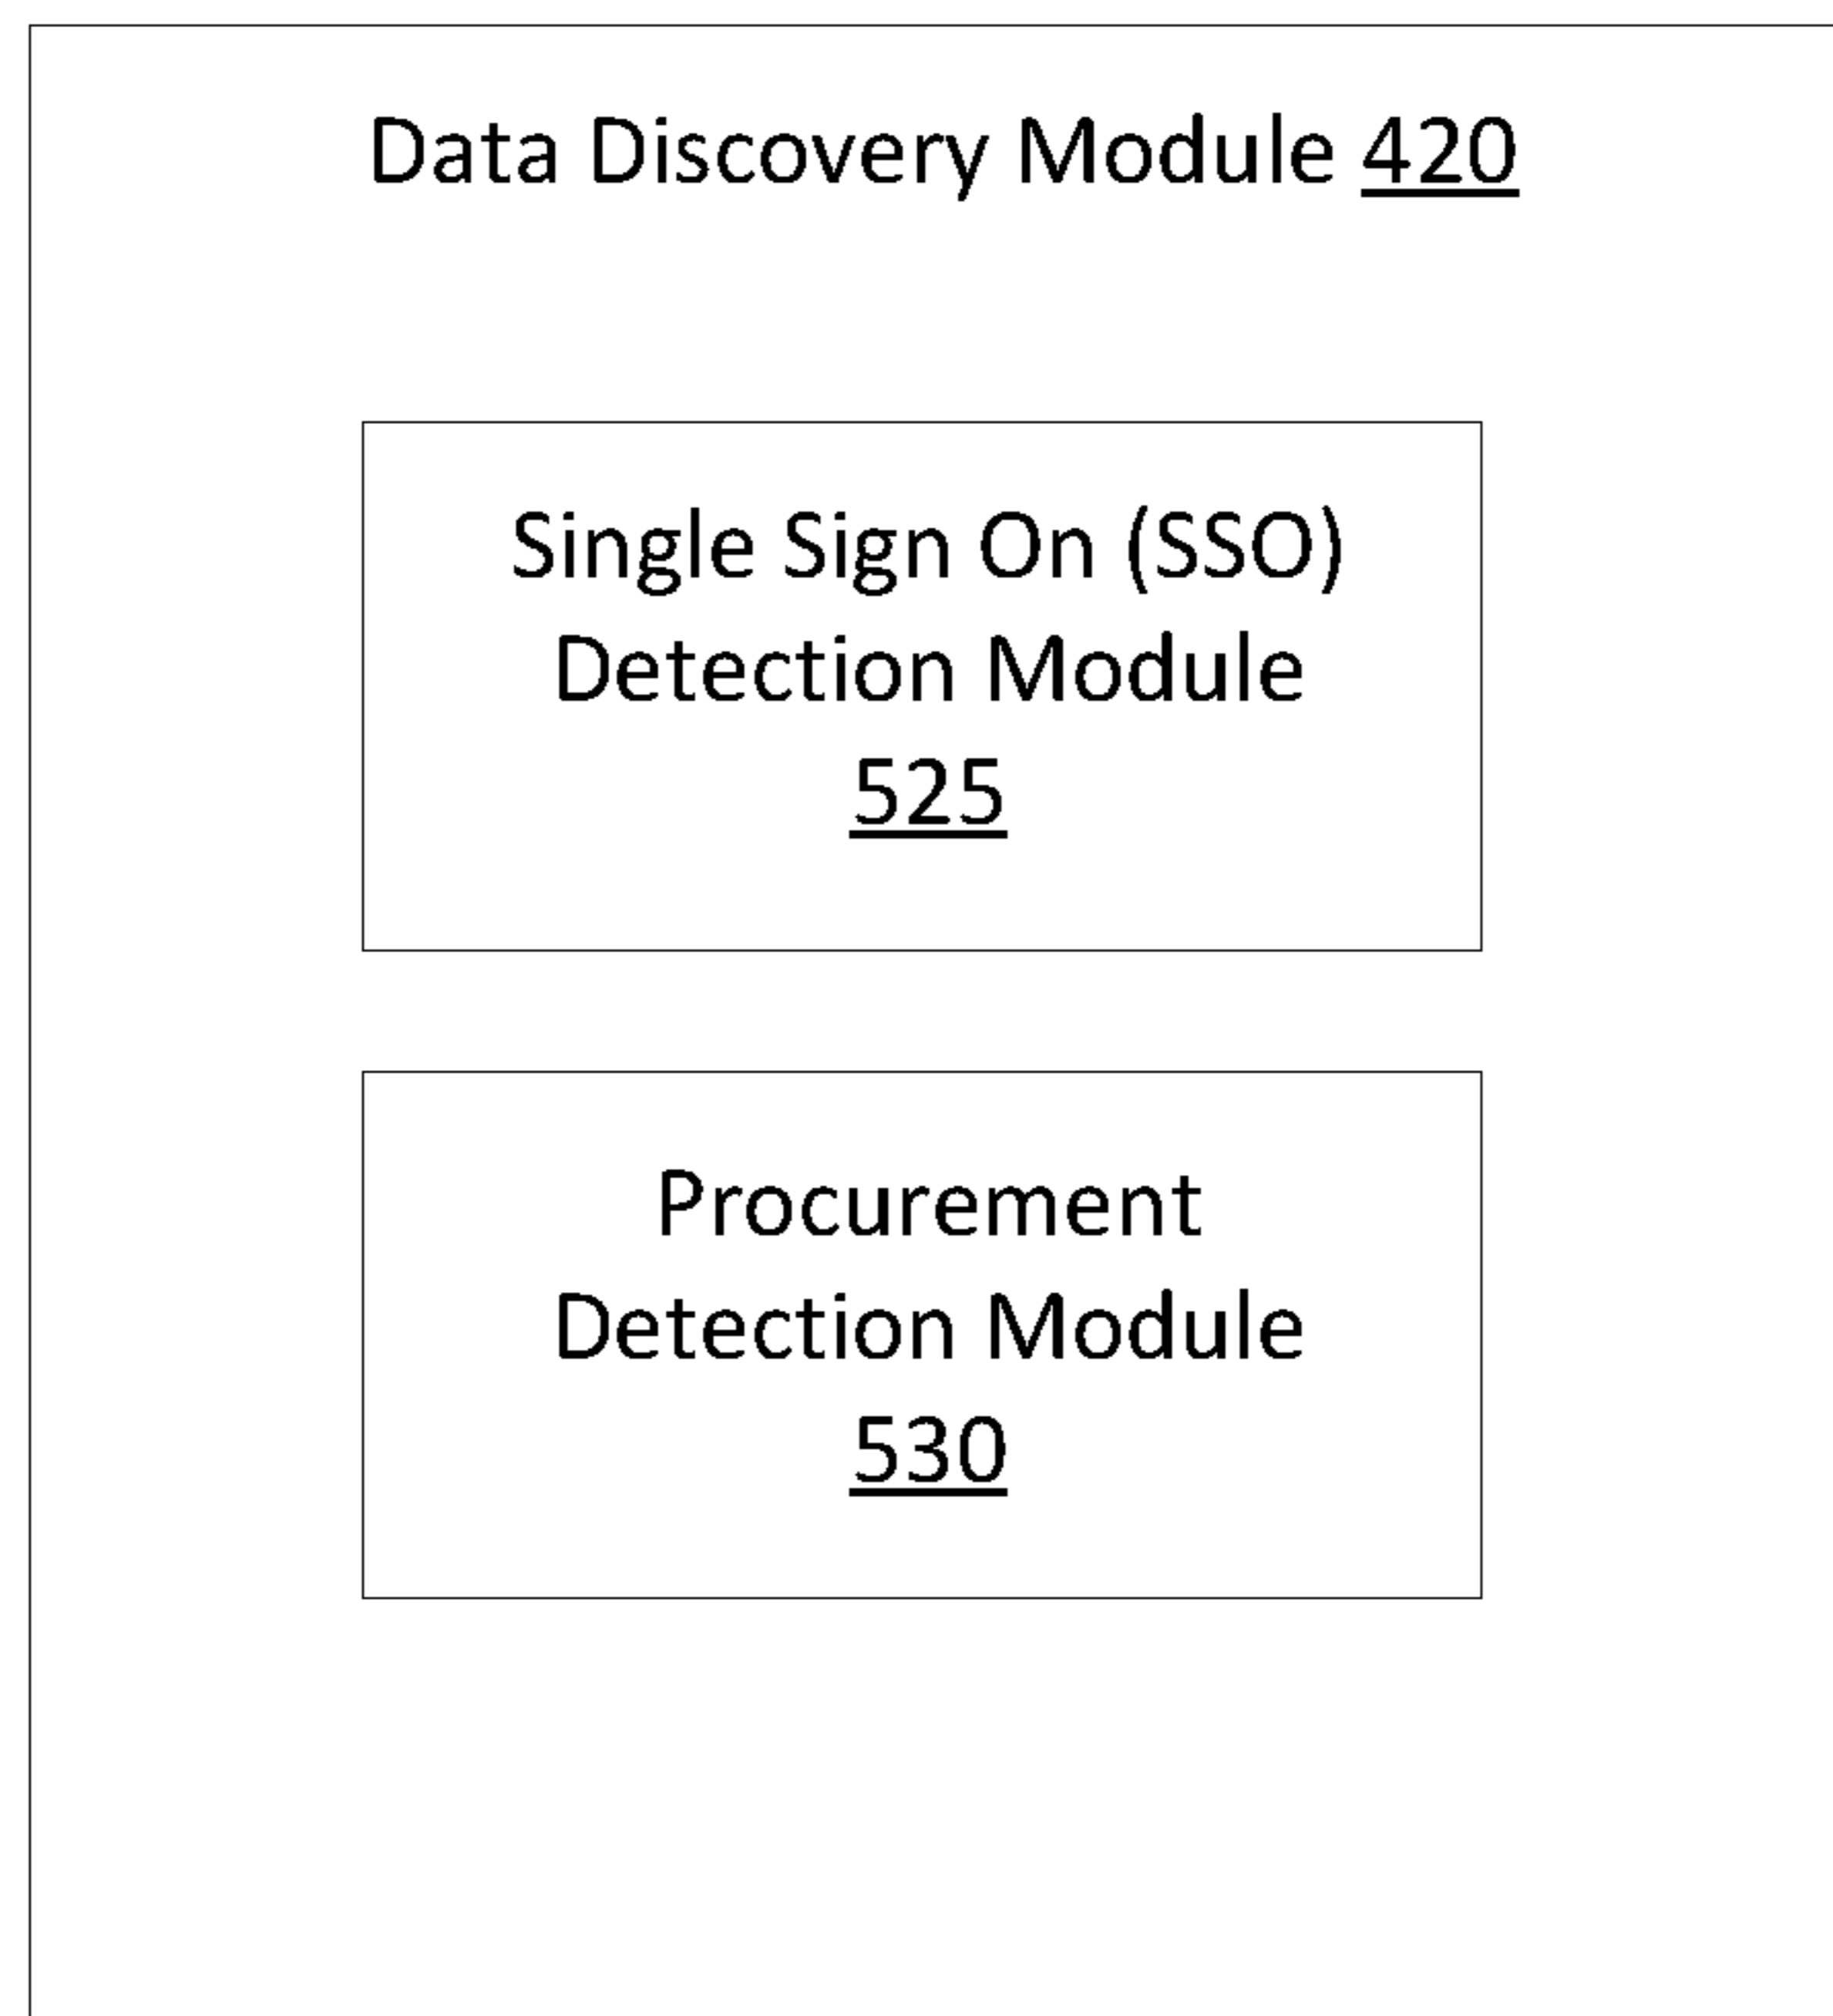 Data Discovery Module 420
Single Sign On (SSO)
Detection Module
525
Procurement
Detection Module
530